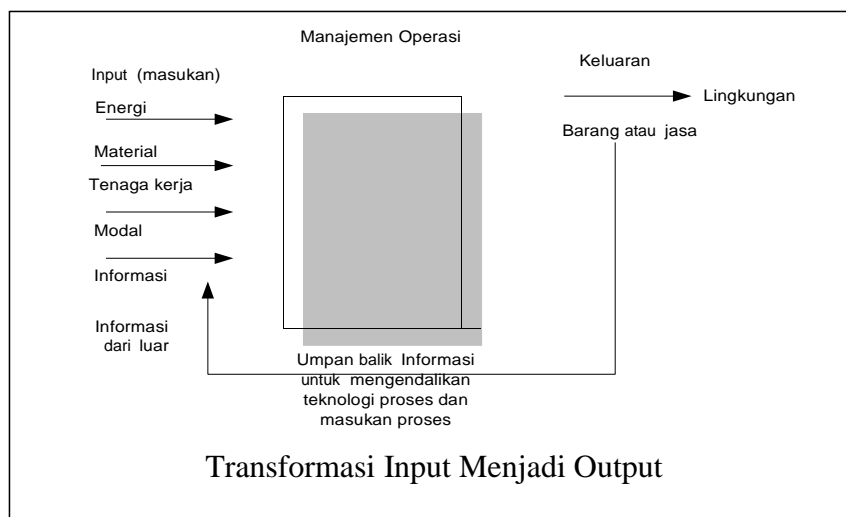 Manajemen Operasi
Input (masukan)
Energi
Material
Tenaga kerja
Modal
Informasi
Informasi
dari luar
Keluaran
Lingkungan
Barang atau jasa
Umpan balik Informasi
untuk mengendalikan
teknologi proses dan
masukan proses
Transformasi Input Menjadi Output